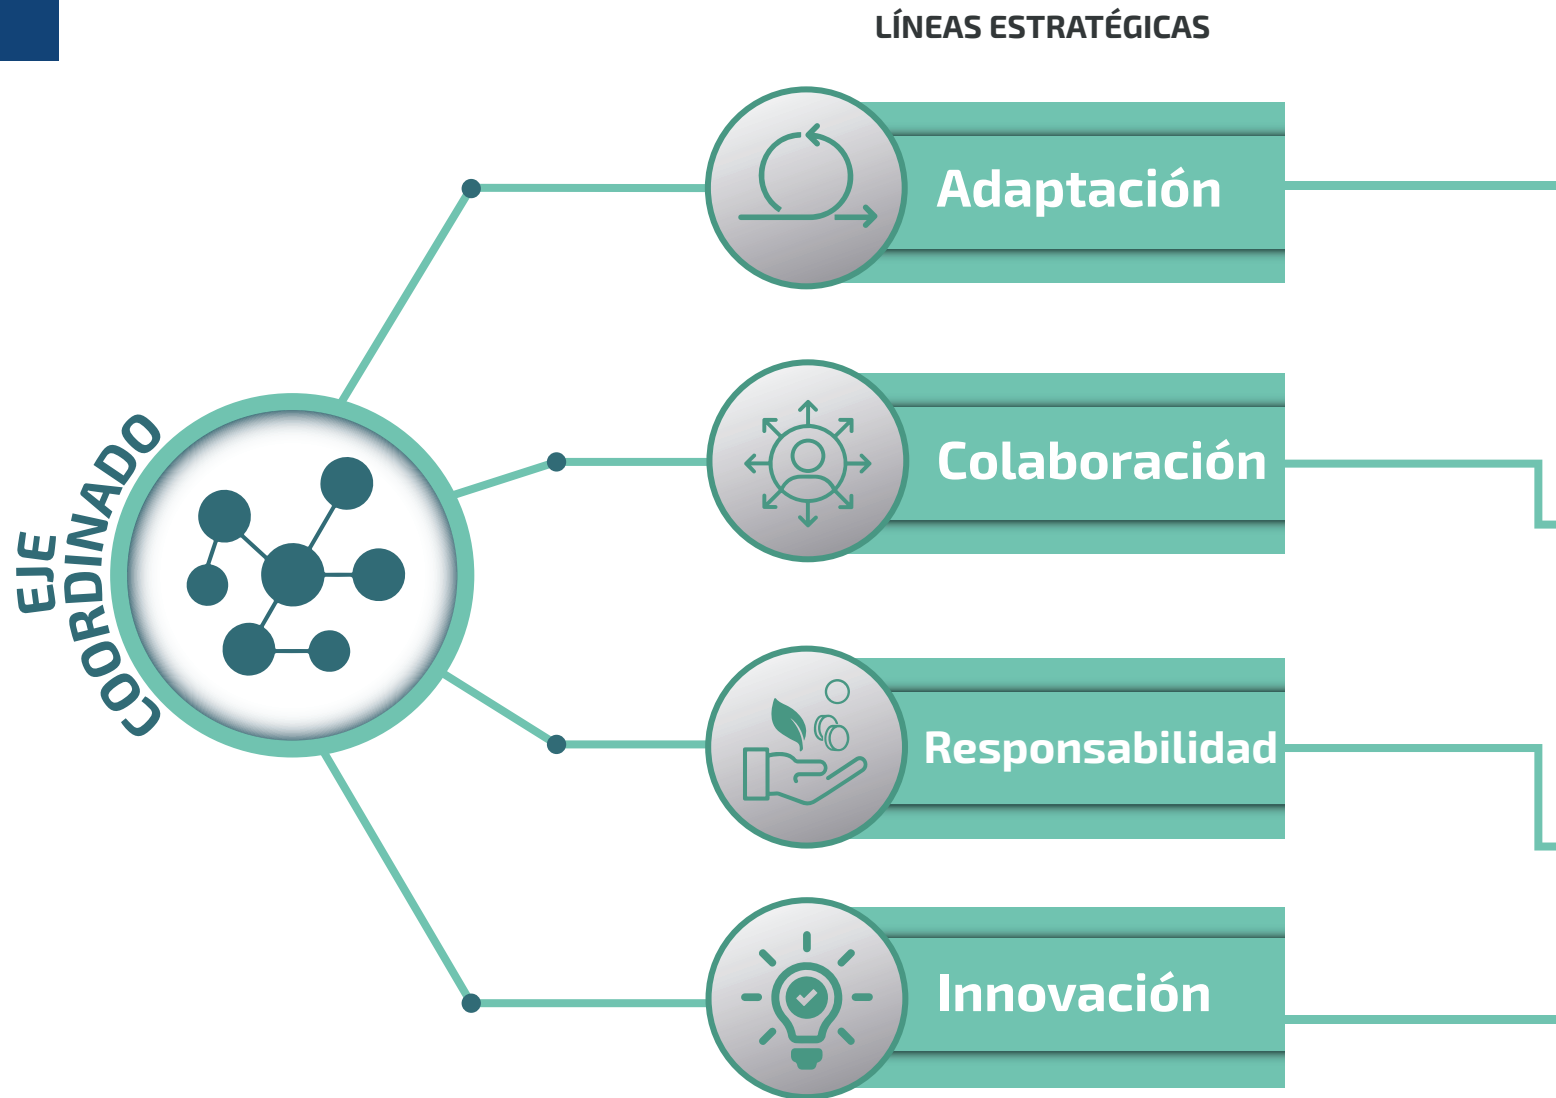 LÍNEAS ESTRATÉGICAS
EJE
COORDINADO
Adaptación
Colaboración
Responsabilidad
Innovación